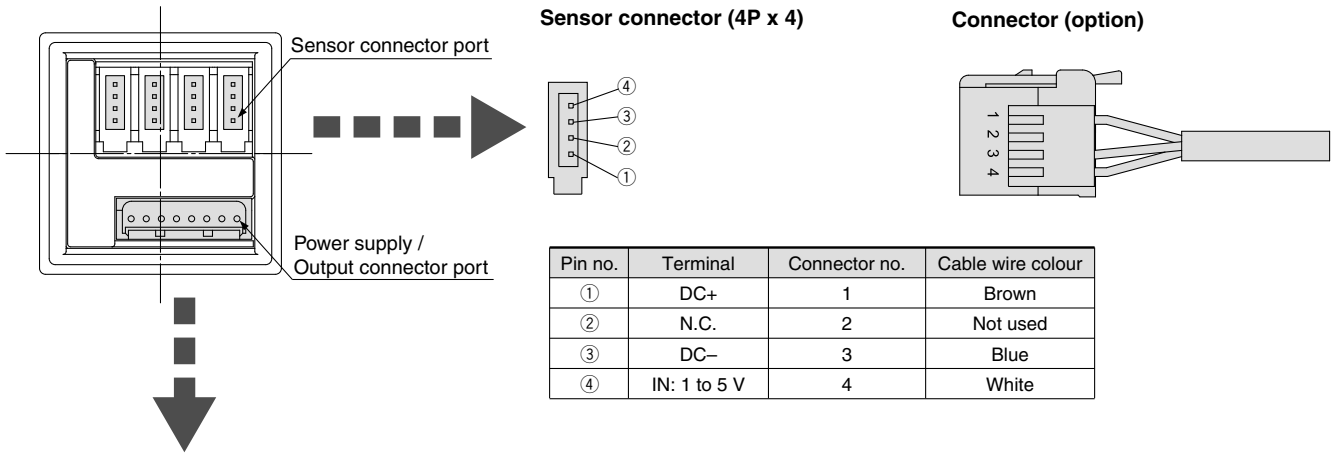 Sensor connector (4P x 4)
Connector (option)
Sensor connector port
④
③
②
①
1
2
3
4
Power supply /
Output connector port
Pin no. Terminal Connector no. Cable wire colour
① DC+ 1 Brown
② N.C. 2 Not used
③ DC– 3 Blue
④ IN: 1 to 5 V 4 White